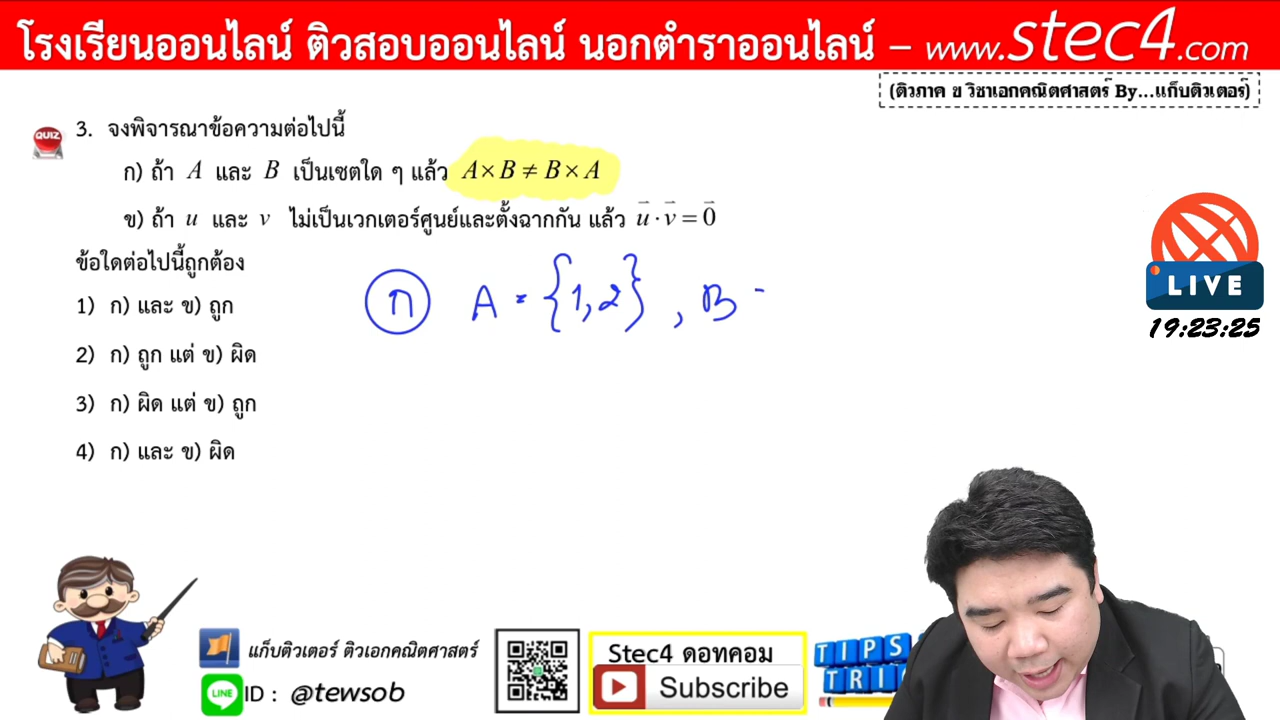 โรงเรียนออนไลน์ ติวสอบออนไลน์ นอกตำราออนไลน์ – www.stec4.com
(ติวภาค ข วิชาเอกคณิตศาสตร์ By...แก็บติวเตอร์)
QUIZ
3. จงพิจารณาข้อความต่อไปนี้
ก) ถ้า A และ B เป็นเซตใด ๆ แล้ว A×B ≠ B×A
ข) ถ้า u และ v ไม่เป็นเวกเตอร์ศูนย์และตั้งฉากกัน แล้ว u⃗·v⃗ = 0⃗
ข้อใดต่อไปนี้ถูกต้อง
1) ก) และ ข) ถูก
2) ก) ถูก แต่ ข) ผิด
3) ก) ผิด แต่ ข) ถูก
4) ก) และ ข) ผิด
ก A = {1,2} , B -
LIVE
19:23:25
แก็บติวเตอร์ ติวเอกคณิตศาสตร์
LINE ID : @tewsob
Stec4 ดอทคอม
Subscribe
TIPS